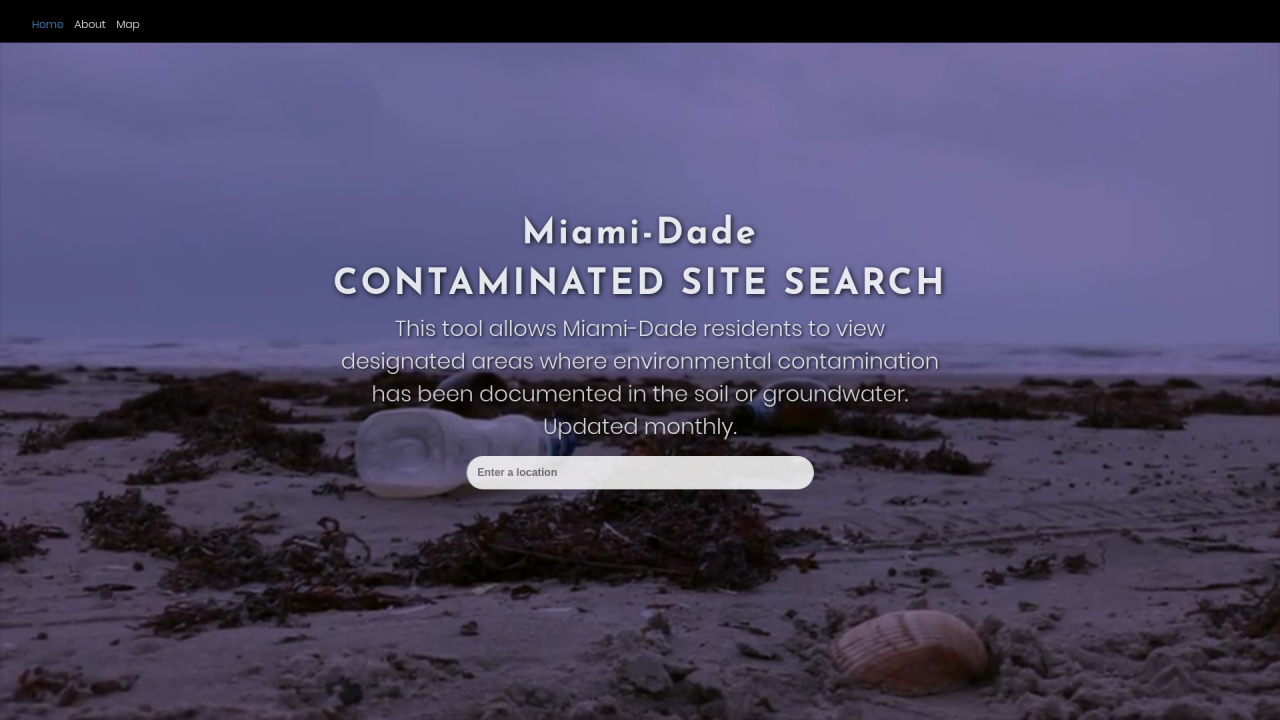 Home About Map
Miami-Dade
CONTAMINATED SITE SEARCH
This tool allows Miami-Dade residents to view
designated areas where environmental contamination
has been documented in the soil or groundwater.
Updated monthly.
Enter a location